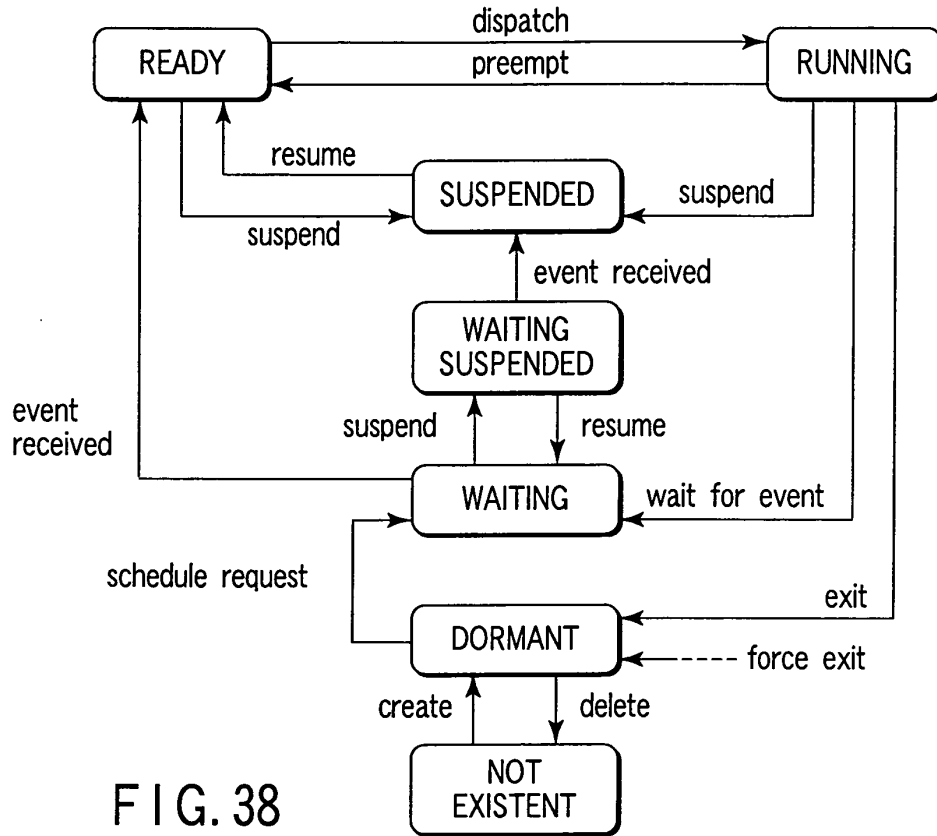 dispatch
READY
preempt
RUNNING
resume
SUSPENDED
suspend
suspend
event received
WAITING
SUSPENDED
event
received
suspend
resume
WAITING
wait for event
schedule request
exit
DORMANT
force exit
create
delete
NOT
EXISTENT
FIG. 38